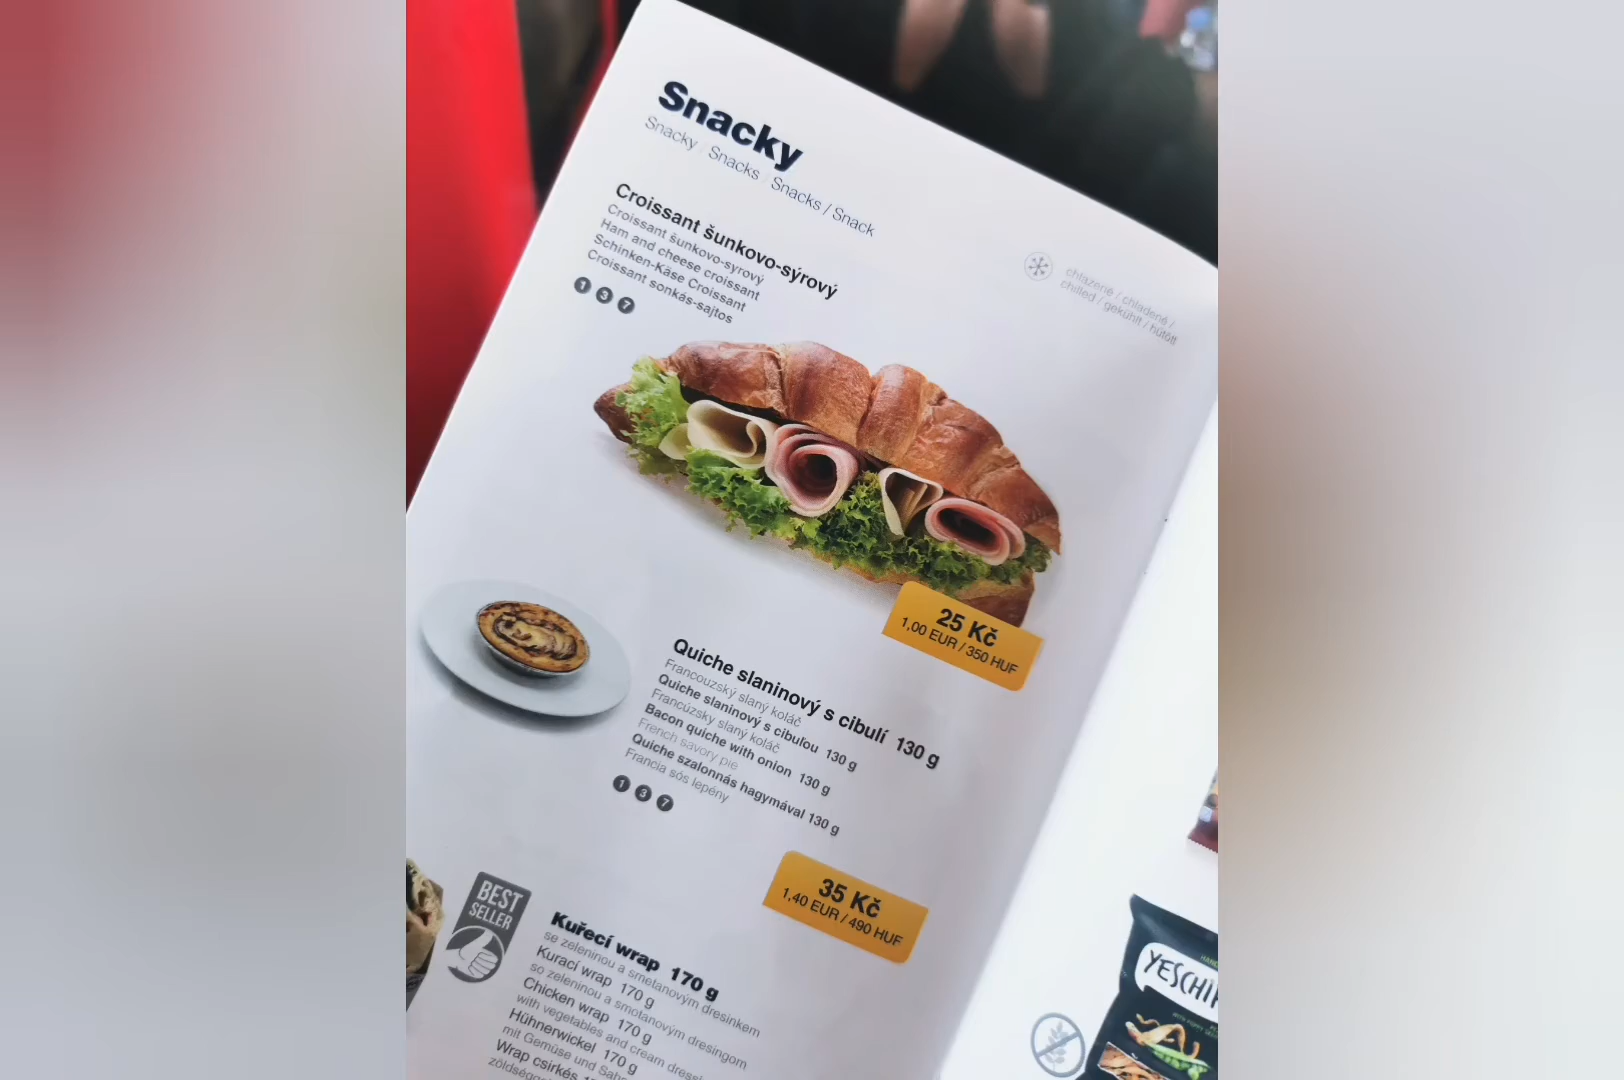 Snacky
Snacky / Snacks / Snacks / Snack
Croissant šunkovo-sýrový
Croissant šunkovo-syrový
Ham and cheese croissant
Schinken-Käse Croissant
Croissant sonkás-sajtos
1 3 7
chlazené / chladené /
chilled / gekühlt / hűtött
25 Kč
1,00 EUR / 350 HUF
Quiche slaninový s cibulí 130 g
Francouzský slaný koláč
Quiche slaninový s cibuľou 130 g
Francúzsky slaný koláč
Bacon quiche with onion 130 g
French savory pie
Quiche szalonnás hagymával 130 g
Francia sós lepény
1 3 7
35 Kč
1,40 EUR / 490 HUF
BEST
SELLER
Kuřecí wrap 170 g
se zeleninou a smetanovým dresinkem
Kurací wrap 170 g
so zeleninou a smotanovým dresingom
Chicken wrap 170 g
with vegetables and cream
Hühnerwickel 170 g
mit Gemüse und
Wrap csirkés
YESCHI